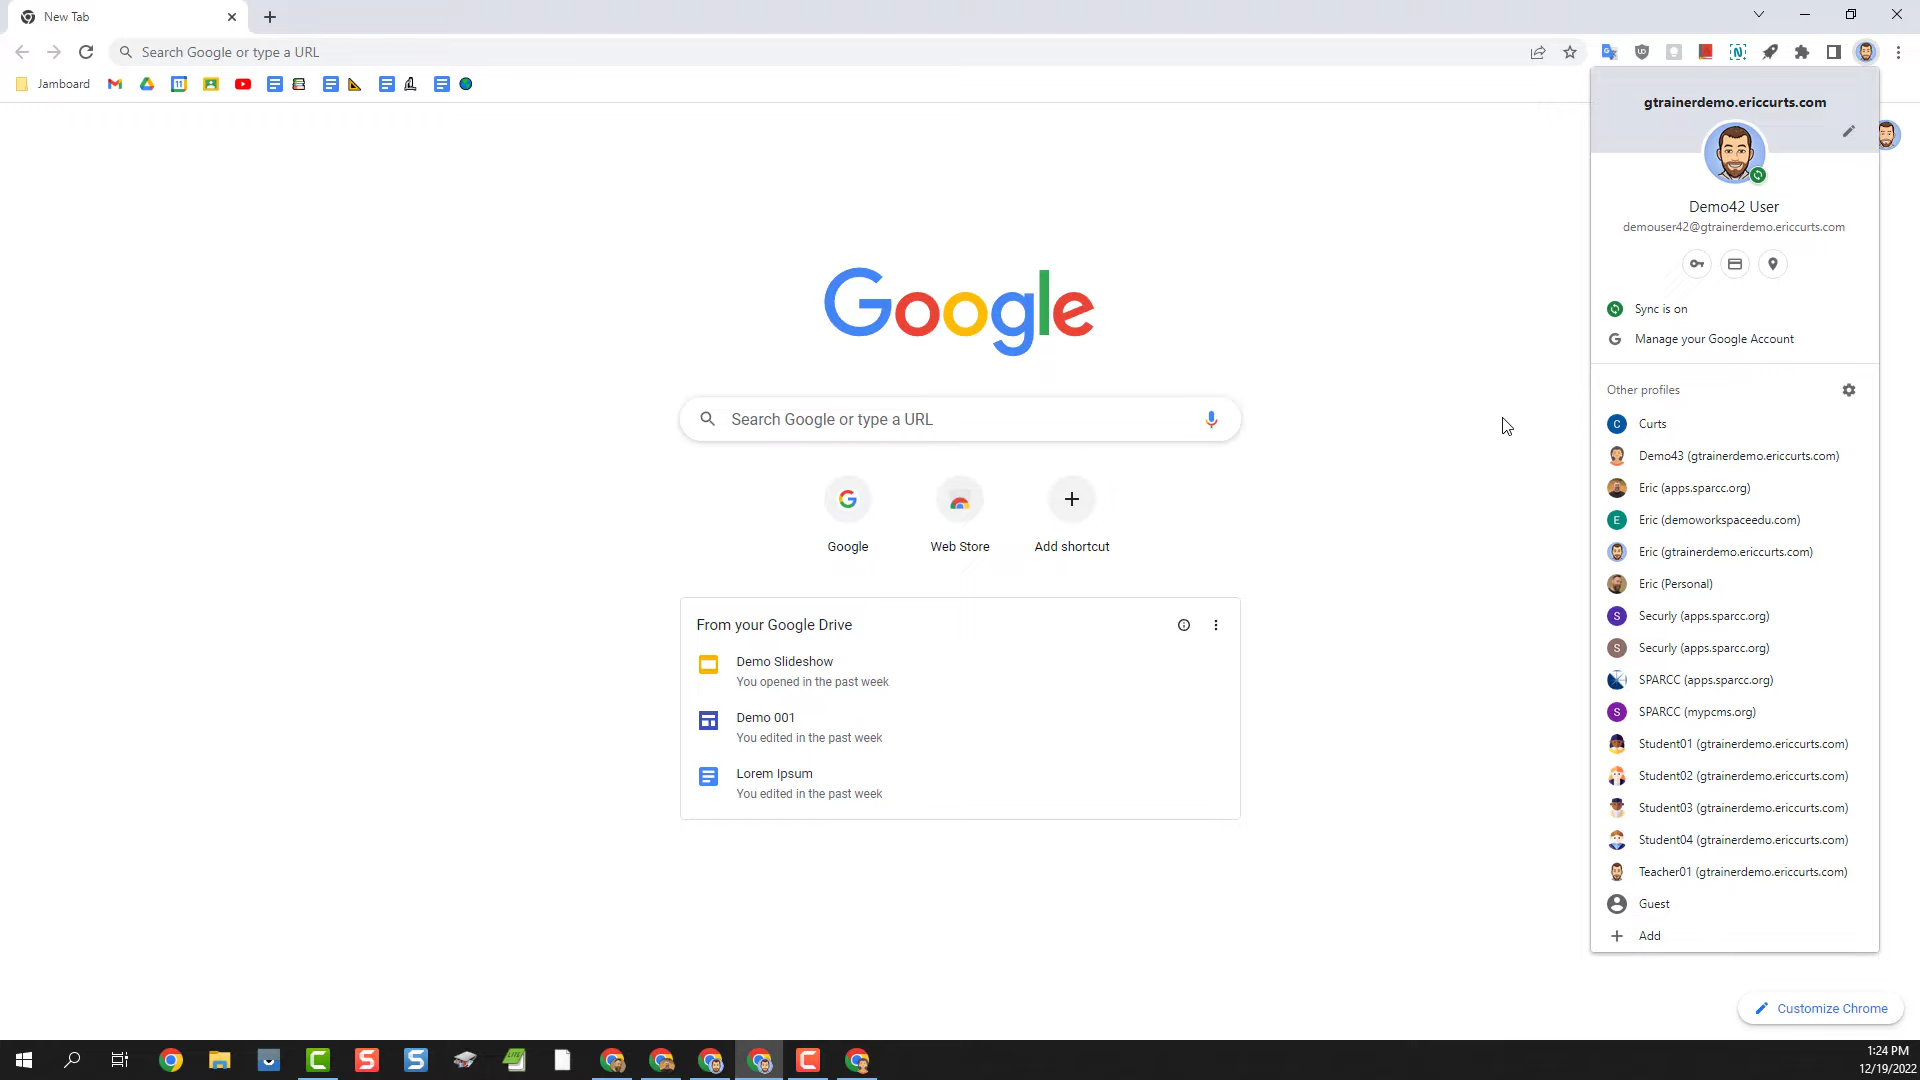 New Tab
Search Google or type a URL
Jamboard
gtrainerdemo.ericcurts.com
Demo42 User
demouser42@gtrainerdemo.ericcurts.com
Sync is on
Manage your Google Account
Other profiles
C Curts
Demo43 (gtrainerdemo.ericcurts.com)
Eric (apps.sparcc.org)
E Eric (demoworkspaceedu.com)
Eric (gtrainerdemo.ericcurts.com)
Eric (Personal)
S Securly (apps.sparcc.org)
S Securly (apps.sparcc.org)
SPARCC (apps.sparcc.org)
S SPARCC (mypcms.org)
Student01 (gtrainerdemo.ericcurts.com)
Student02 (gtrainerdemo.ericcurts.com)
Student03 (gtrainerdemo.ericcurts.com)
Student04 (gtrainerdemo.ericcurts.com)
Teacher01 (gtrainerdemo.ericcurts.com)
Guest
Add
Google
Search Google or type a URL
Google
Web Store
Add shortcut
From your Google Drive
Demo Slideshow
You opened in the past week
Demo 001
You edited in the past week
Lorem Ipsum
You edited in the past week
Customize Chrome
1:24 PM
12/19/2022